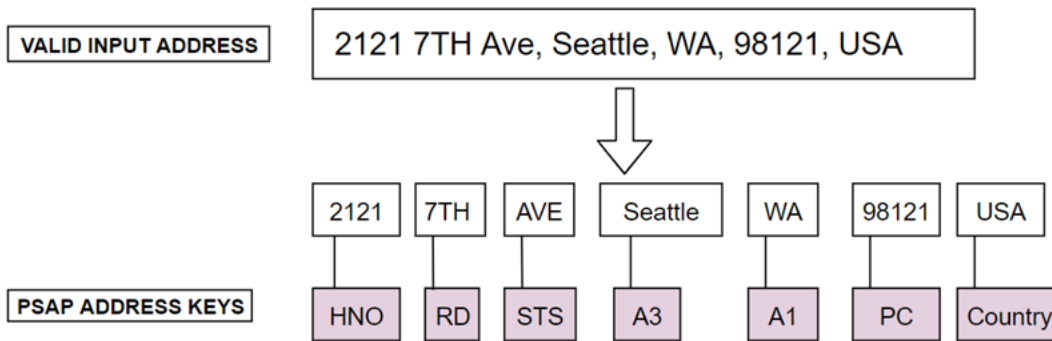 VALID INPUT ADDRESS
2121 7TH Ave, Seattle, WA, 98121, USA
2121 7TH AVE Seattle WA 98121 USA
PSAP ADDRESS KEYS
HNO RD STS A3 A1 PC Country